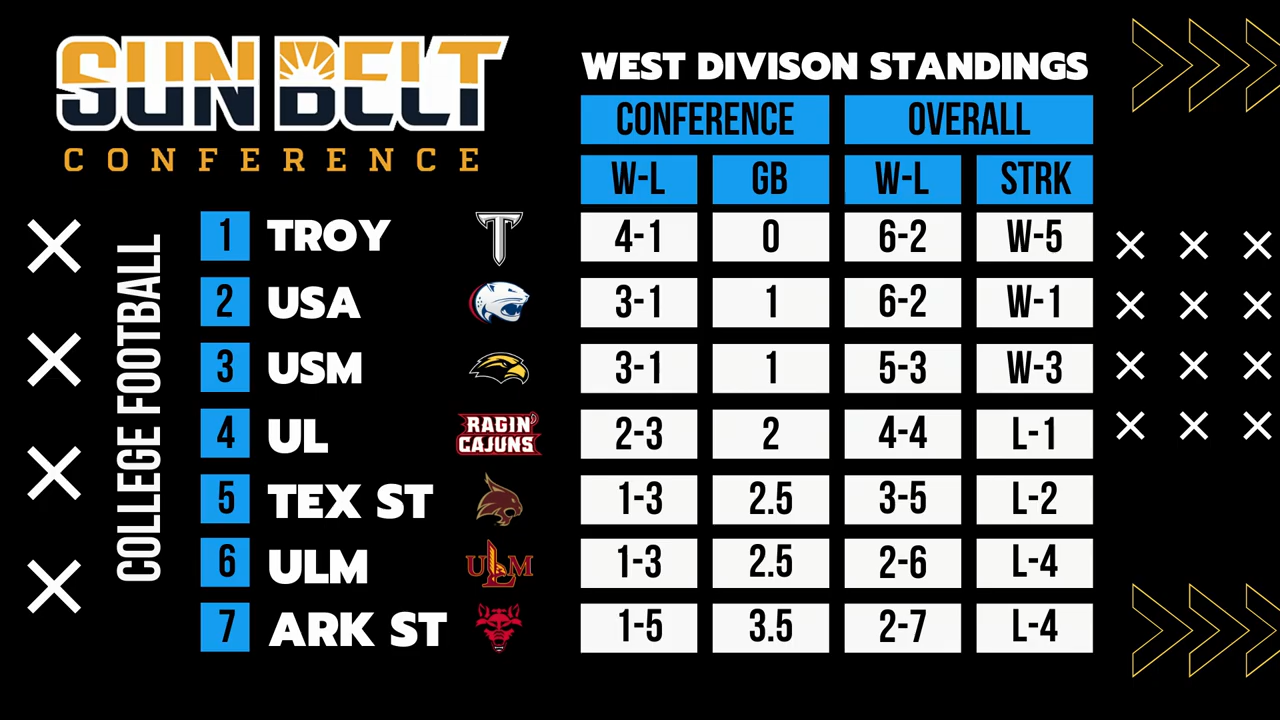 SUN BELT
CONFERENCE
WEST DIVISON STANDINGS
CONFERENCE OVERALL
W-L GB W-L STRK
COLLEGE FOOTBALL
1 TROY T 4-1 0 6-2 W-5
2 USA 3-1 1 6-2 W-1
3 USM 3-1 1 5-3 W-3
4 UL RAGIN' CAJUNS 2-3 2 4-4 L-1
5 TEX ST 1-3 2.5 3-5 L-2
6 ULM ULM 1-3 2.5 2-6 L-4
7 ARK ST 1-5 3.5 2-7 L-4